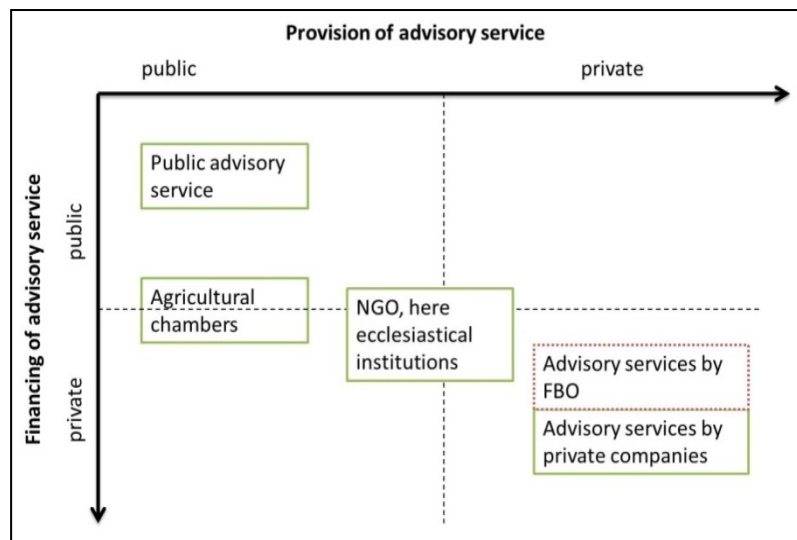 Provision of advisory service
public
private
Financing of advisory service
public
private
Public advisory
service
Agricultural
chambers
NGO, here
ecclesiastical
institutions
Advisory services by
FBO
Advisory services by
private companies